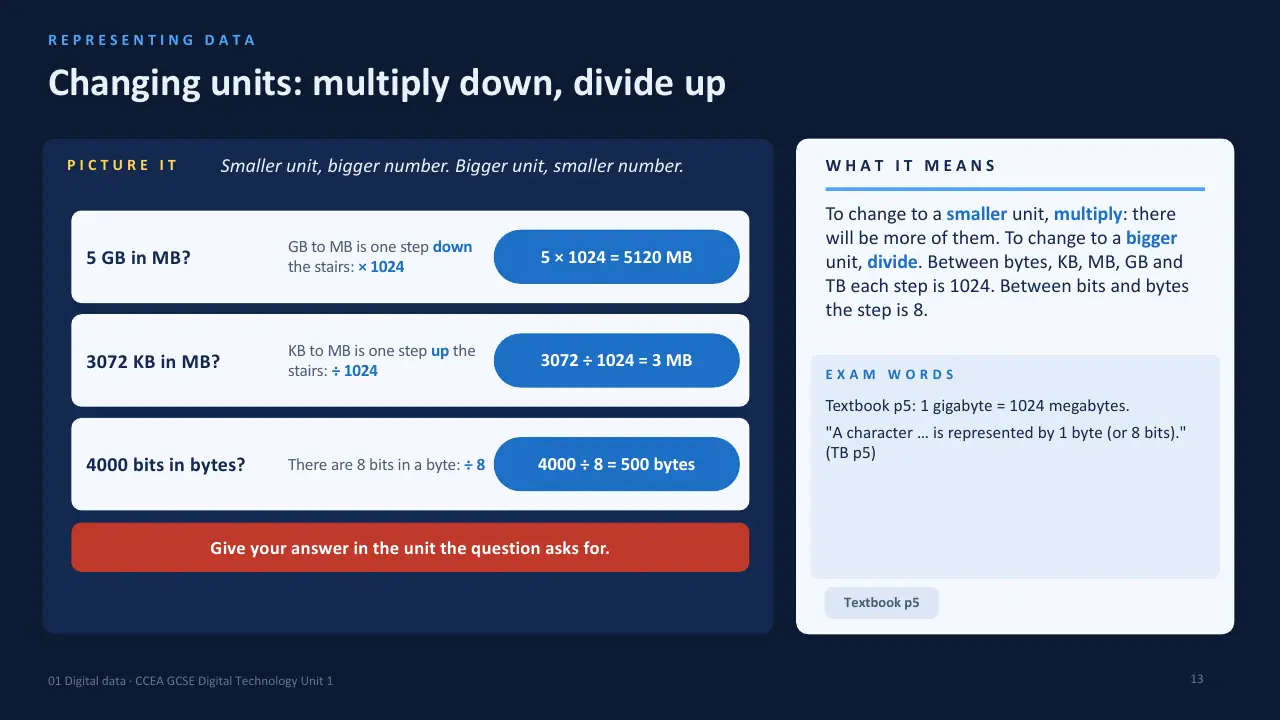 REPRESENTING DATA
Changing units: multiply down, divide up
PICTURE IT
Smaller unit, bigger number. Bigger unit, smaller number.
5 GB in MB?
GB to MB is one step down
the stairs: × 1024
5 × 1024 = 5120 MB
3072 KB in MB?
KB to MB is one step up the
stairs: ÷ 1024
3072 ÷ 1024 = 3 MB
4000 bits in bytes?
There are 8 bits in a byte: ÷ 8
4000 ÷ 8 = 500 bytes
Give your answer in the unit the question asks for.
WHAT IT MEANS
To change to a smaller unit, multiply: there
will be more of them. To change to a bigger
unit, divide. Between bytes, KB, MB, GB and
TB each step is 1024. Between bits and bytes
the step is 8.
EXAM WORDS
Textbook p5: 1 gigabyte = 1024 megabytes.
"A character … is represented by 1 byte (or 8 bits)."
(TB p5)
Textbook p5
01 Digital data · CCEA GCSE Digital Technology Unit 1
13